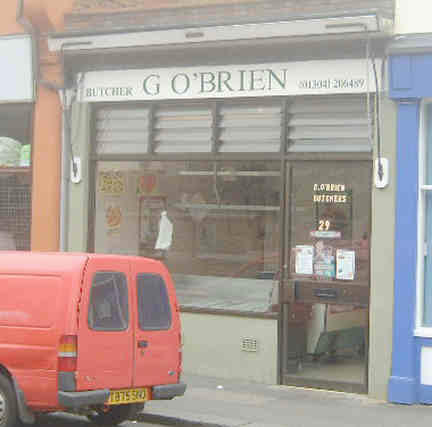 BUTCHER G O'BRIEN (01304) 206489
G.O'BRIEN
BUTCHERS
29